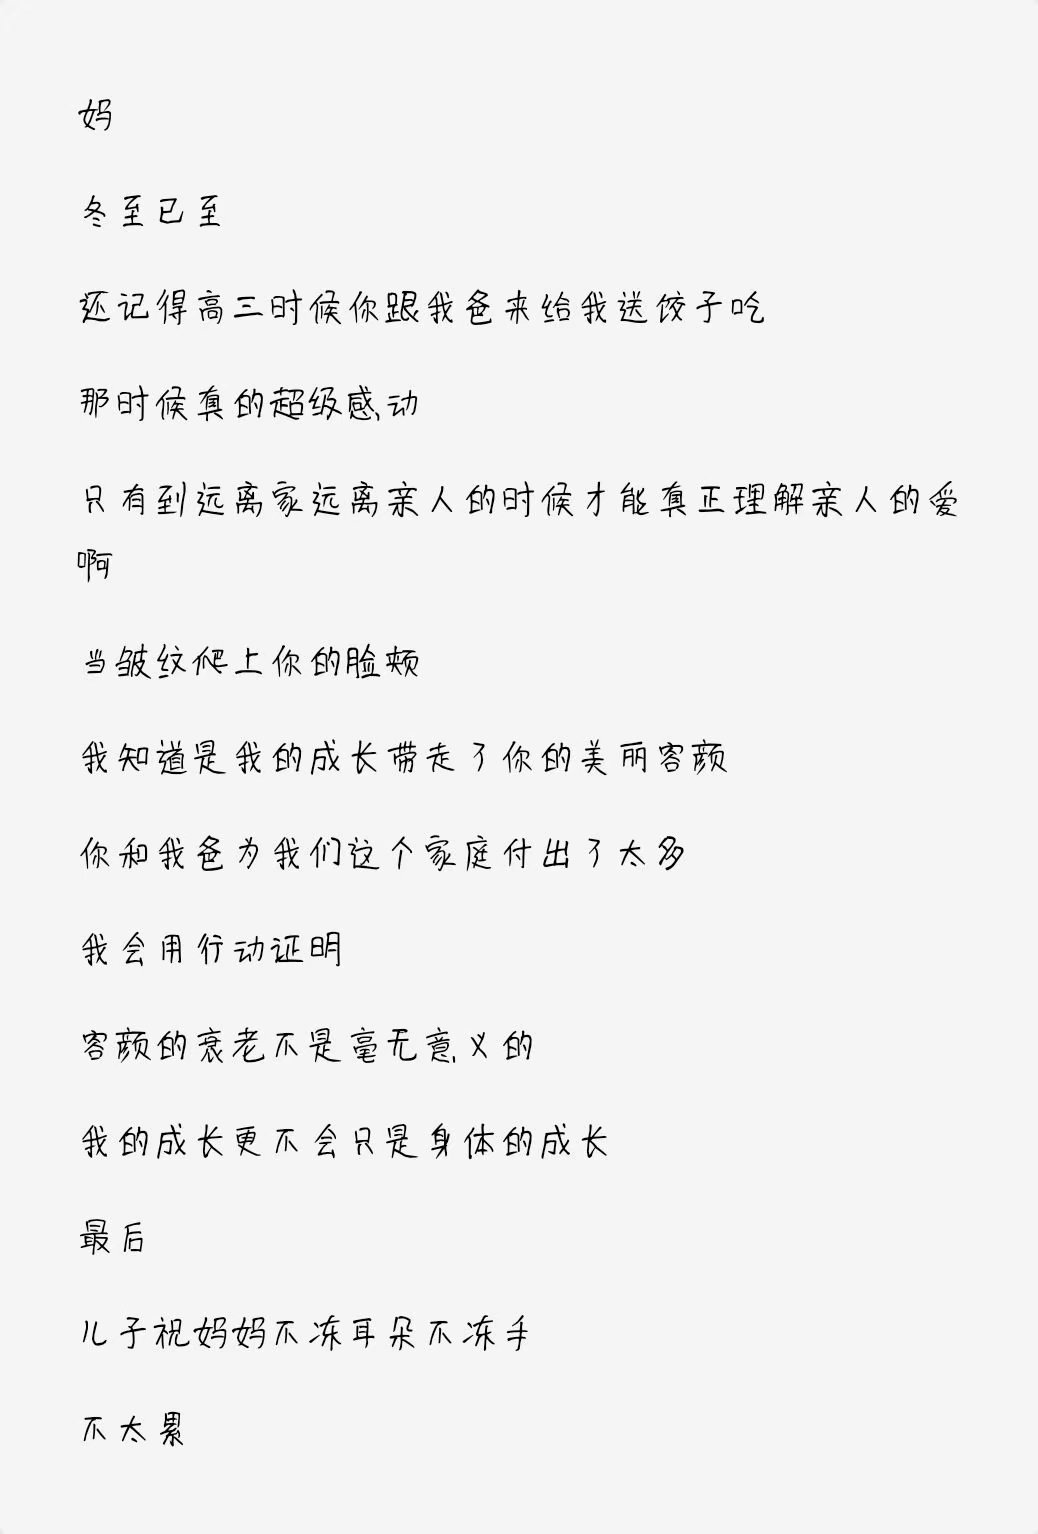 妈
冬至已至
还记得高三时候你跟我爸来给我送饺子吃
那时候真的超级感动
只有到远离家远离亲人的时候才能真正理解亲人的爱
啊
当皱纹爬上你的脸颊
我知道是我的成长带走了你的美丽容颜
你和我爸为我们这个家庭付出了太多
我会用行动证明
容颜的衰老不是毫无意义的
我的成长更不会只是身体的成长
最后
儿子祝妈妈不冻耳朵不冻手
不太累